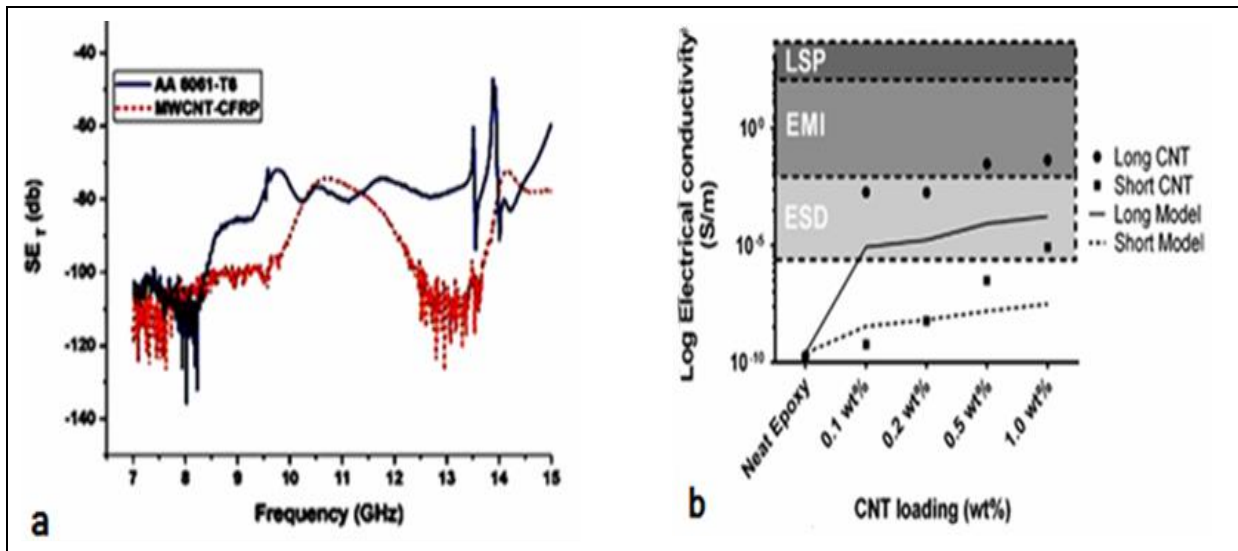 -40
-60
-80
-100
-120
-140
SE T (db)
AA 6061-T6
MWCNT-CFRP
7 8 9 10 11 12 13 14 15
Frequency (GHz)
a
Log Electrical conductivity
(S/m)
10^0
10^-5
10^-10
LSP
EMI
ESD
Long CNT
Short CNT
Long Model
Short Model
Neat Epoxy
0.1 wt%
0.2 wt%
0.5 wt%
1.0 wt%
CNT loading (wt%)
b